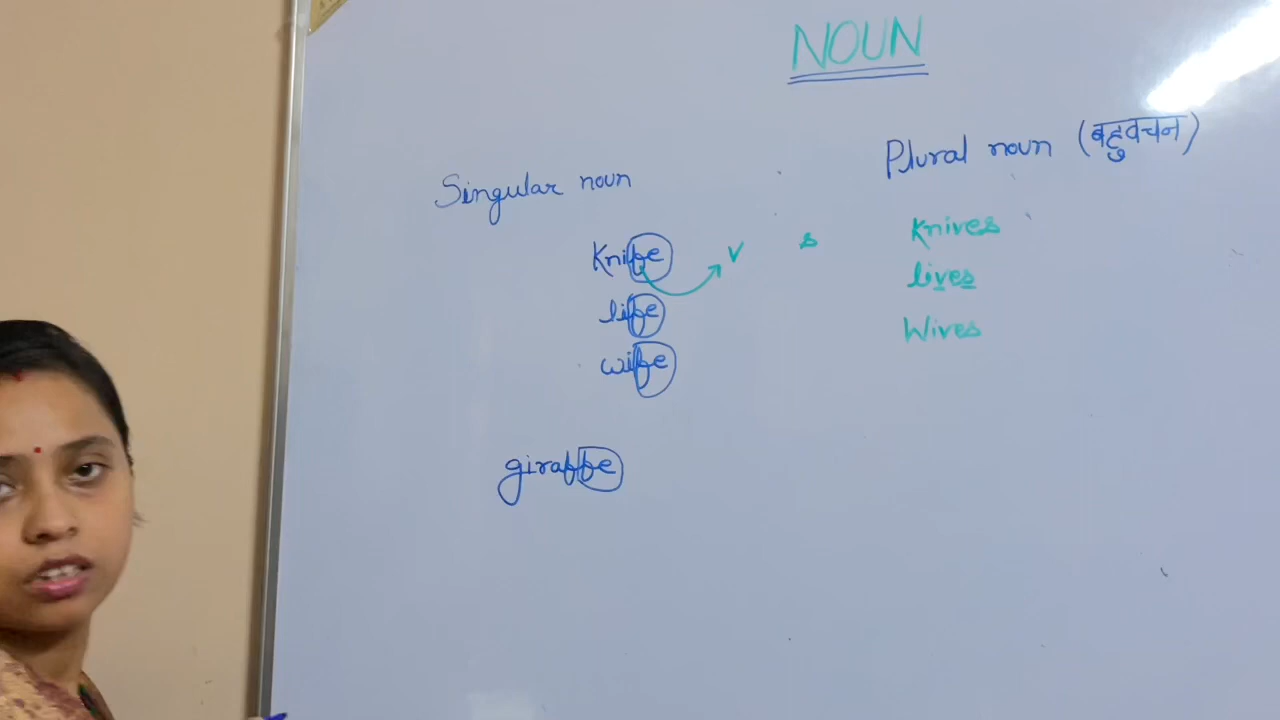 NOUN
Singular noun
Plural noun (बहुवचन)
Knife v s Knives
life lives
wife Wives
giraffe